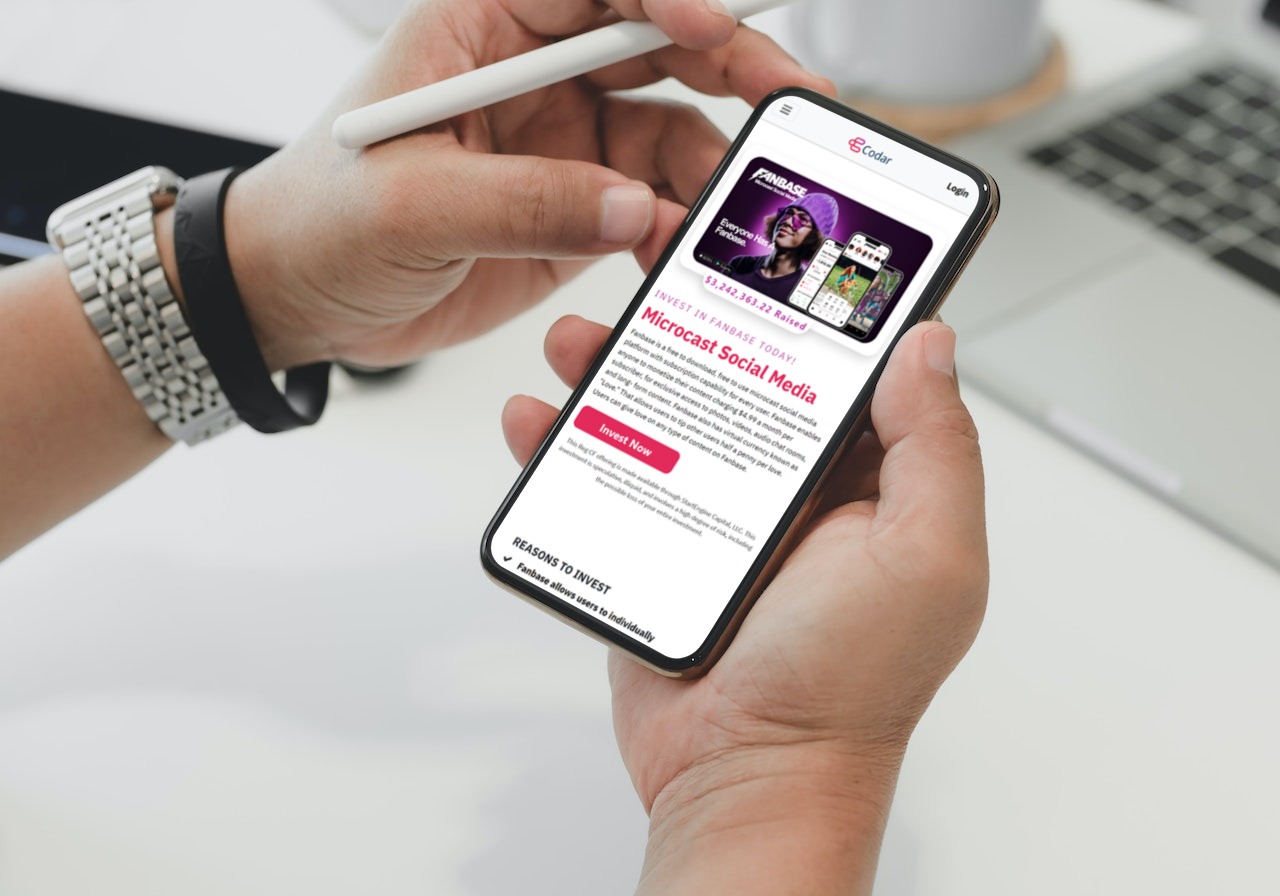 Codar
Login
FANBASE
Microcast Social Media
Everyone Has A
Fanbase.
$3,242,363.22 Raised
INVEST IN FANBASE TODAY!
Microcast Social Media
Fanbase is a free to download, free to use microcast social media
platform with subscription capability for every user. Fanbase enables
anyone to monetize their content charging $4.99 a month per
subscriber, for exclusive access to photos, videos, audio chat rooms,
and long- form content. Fanbase also has virtual currency known as
"Love." That allows users to tip other users half a penny per love.
Users can give love on any type of content on Fanbase.
Invest Now
This Reg CF offering is made available through StartEngine Capital, LLC. This
investment is speculative, illiquid, and involves a high degree of risk, including
the possible loss of your entire investment.
REASONS TO INVEST
Fanbase allows users to individually